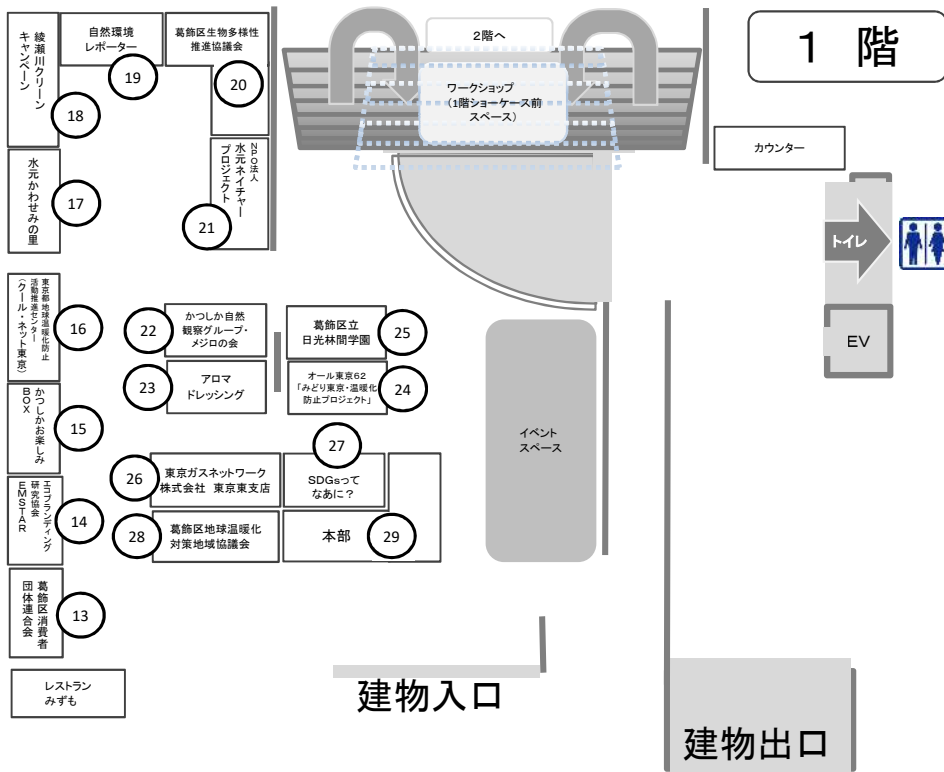 1 階
2階へ
ワークショップ
（1階ショーケース前
スペース）
カウンター
トイレ
EV
綾瀬川クリーン
キャンペーン
18
自然環境
レポーター
19
葛飾区生物多様性
推進協議会
20
水元かわせみの里
17
NPO法人
水元ネイチャー
プロジェクト
21
東京都地球温暖化防止
活動推進センター
（クール・ネット東京）
16
22
かつしか自然
観察グループ・
メジロの会
葛飾区立
日光林間学園
25
23
アロマ
ドレッシング
オール東京62
「みどり東京・温暖化
防止プロジェクト」
24
かつしかお楽しみ
BOX
15
イベント
スペース
27
26
東京ガスネットワーク
株式会社 東京東支店
SDGsって
なあに？
エコブランディング
研究協会
EMSTAR
14
28
葛飾区地球温暖化
対策地域協議会
本部
29
葛飾区消費者
団体連合会
13
レストラン
みずも
建物入口
建物出口